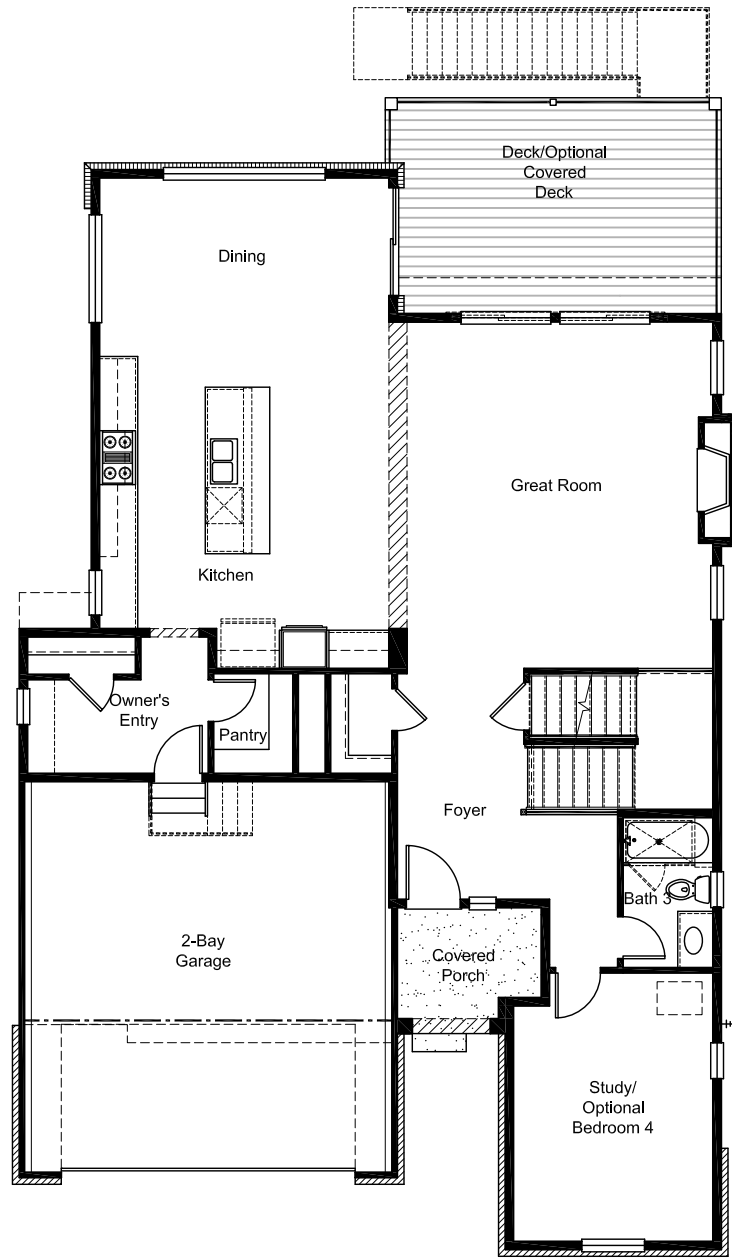 Deck/Optional
Covered
Deck
Dining
Great Room
Kitchen
Owner's
Entry
Pantry
Foyer
Bath 3
2-Bay
Garage
Covered
Porch
Study/
Optional
Bedroom 4